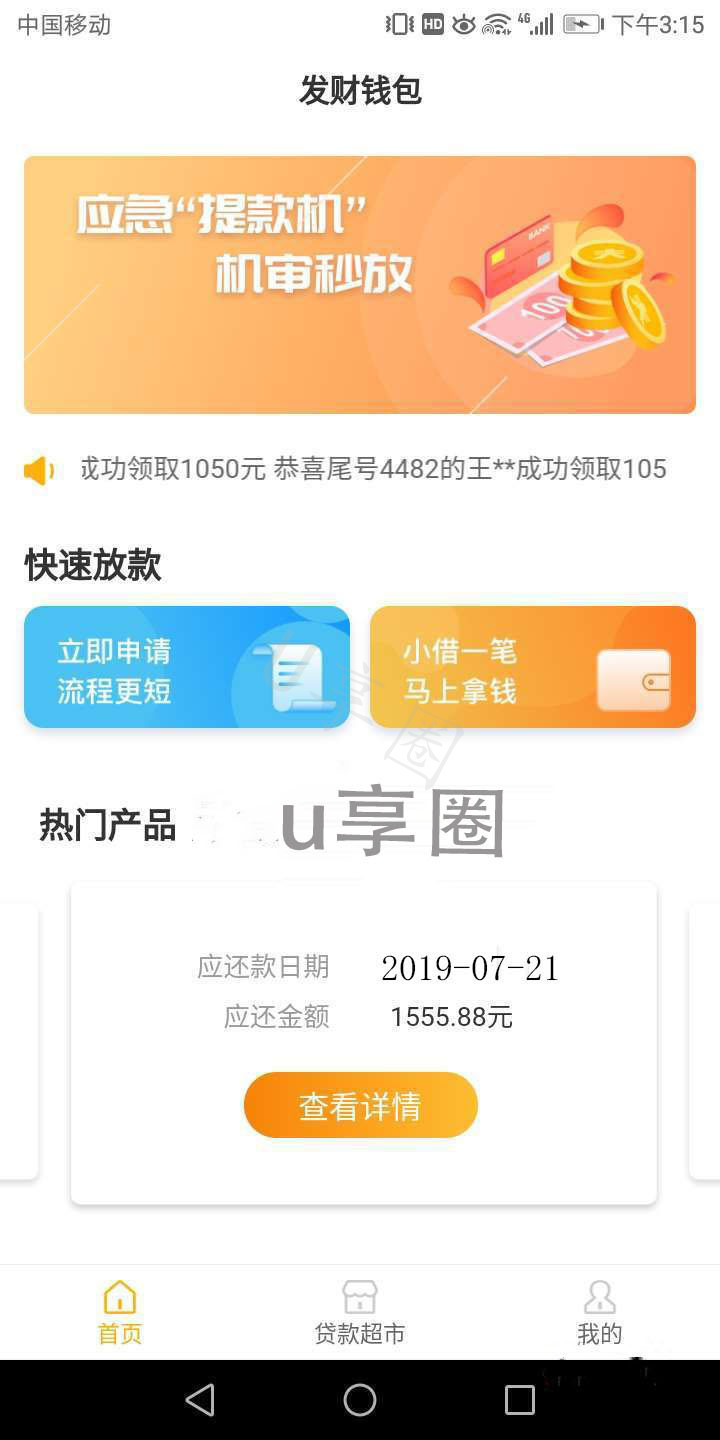 中国移动 HD 4G 下午3:15
发财钱包
应急“提款机”
机审秒放
BANK
100
100
成功领取1050元 恭喜尾号4482的王**成功领取105
快速放款
立即申请
流程更短
小借一笔
马上拿钱
享
圈
热门产品
u享圈
应还款日期 2019-07-21
应还金额 1555.88元
查看详情
首页 贷款超市 我的